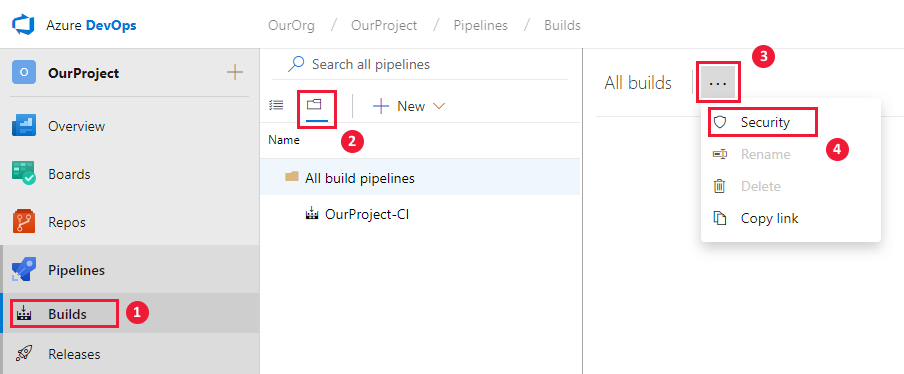 Azure DevOps
OurOrg / OurProject / Pipelines / Builds
O OurProject
Overview
Boards
Repos
Pipelines
Builds
1
Releases
Search all pipelines
New
2
Name
All build pipelines
OurProject-CI
All builds
...
3
Security
4
Rename
Delete
Copy link